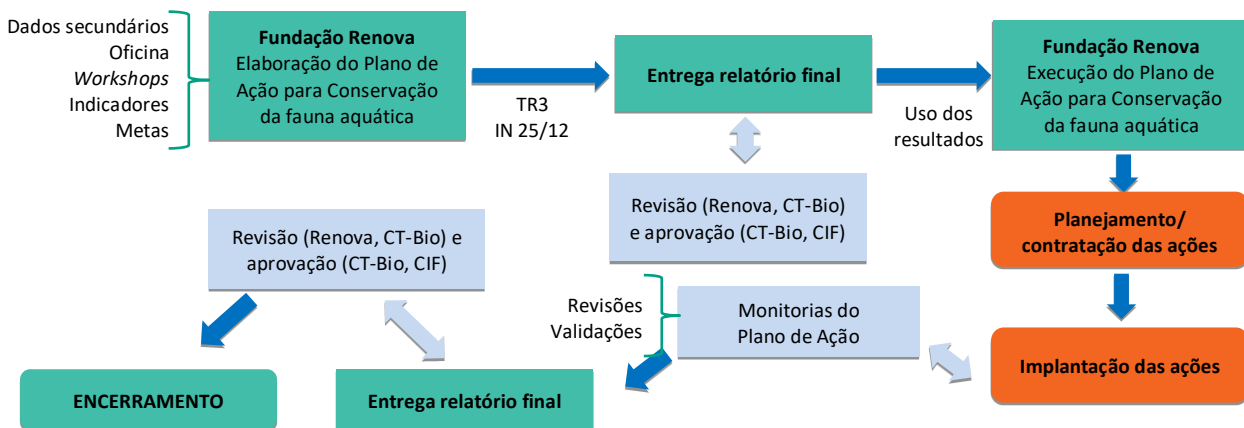 Dados secundários
Oficina
Workshops
Indicadores
Metas
Fundação Renova
Elaboração do Plano de
Ação para Conservação
da fauna aquática
TR3
IN 25/12
Entrega relatório final
Uso dos
resultados
Fundação Renova
Execução do Plano de
Ação para Conservação
da fauna aquática
Revisão (Renova, CT-Bio)
e aprovação (CT-Bio, CIF)
Planejamento/
contratação das ações
Revisão (Renova, CT-Bio) e
aprovação (CT-Bio, CIF)
Revisões
Validações
Monitorias do
Plano de Ação
Implantação das ações
ENCERRAMENTO
Entrega relatório final